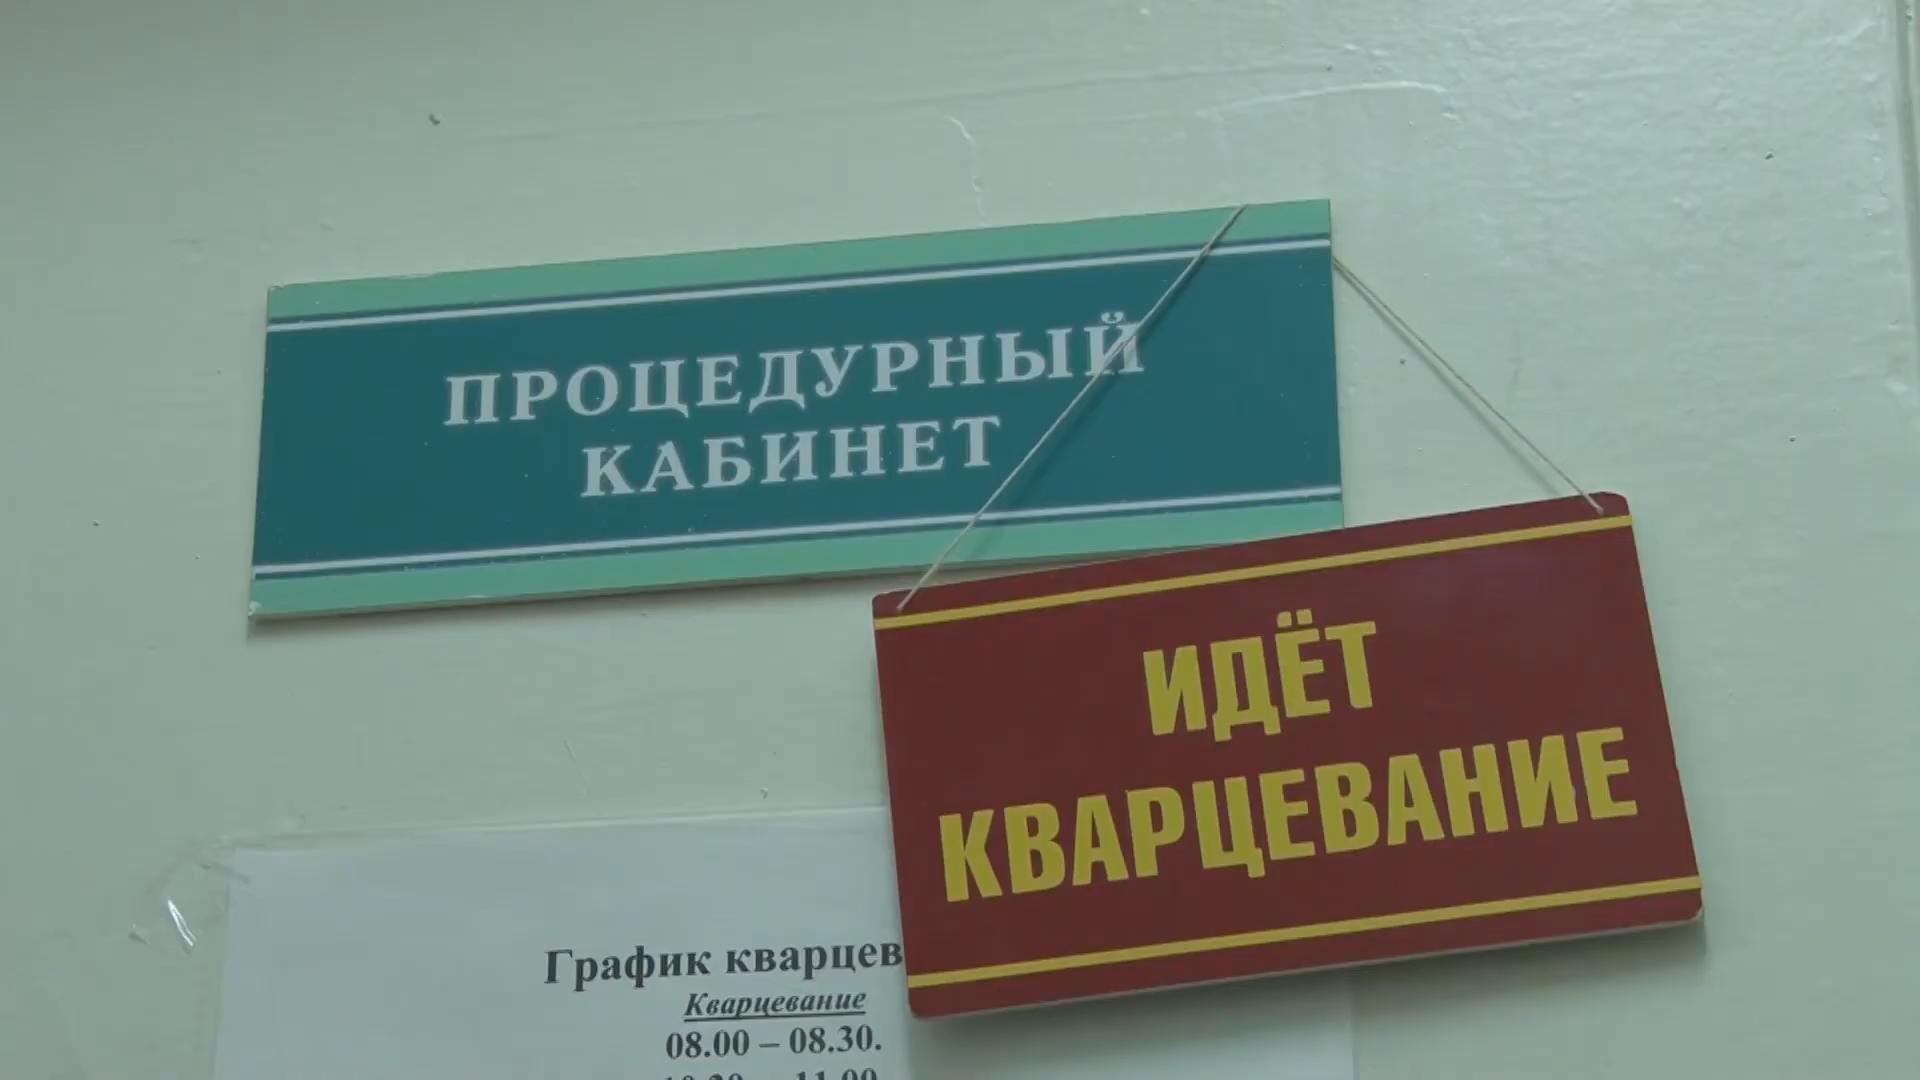 ПРОЦЕДУРНЫЙ
КАБИНЕТ
ИДЁТ
КВАРЦЕВАНИЕ
График кварцев
Кварцевание
08.00 – 08.30.